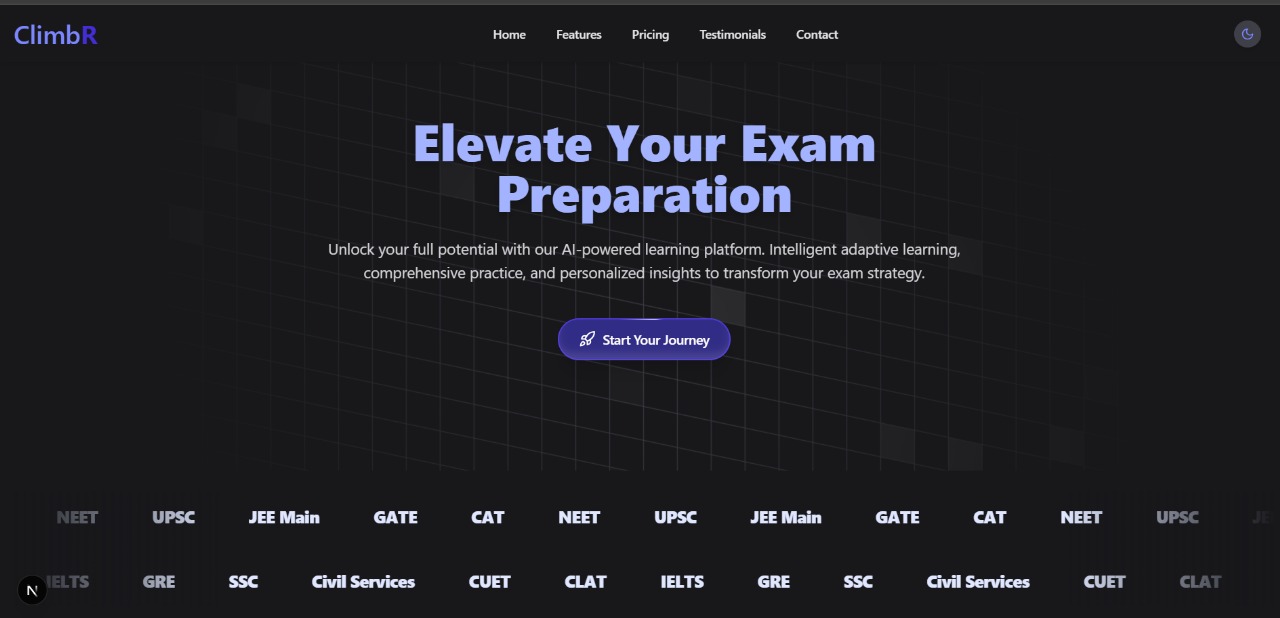 ClimbR
Home Features Pricing Testimonials Contact
Elevate Your Exam
Preparation
Unlock your full potential with our AI-powered learning platform. Intelligent adaptive learning,
comprehensive practice, and personalized insights to transform your exam strategy.
Start Your Journey
NEET UPSC JEE Main GATE CAT NEET UPSC JEE Main GATE CAT NEET UPSC JE
IELTS GRE SSC Civil Services CUET CLAT IELTS GRE SSC Civil Services CUET CLAT
N